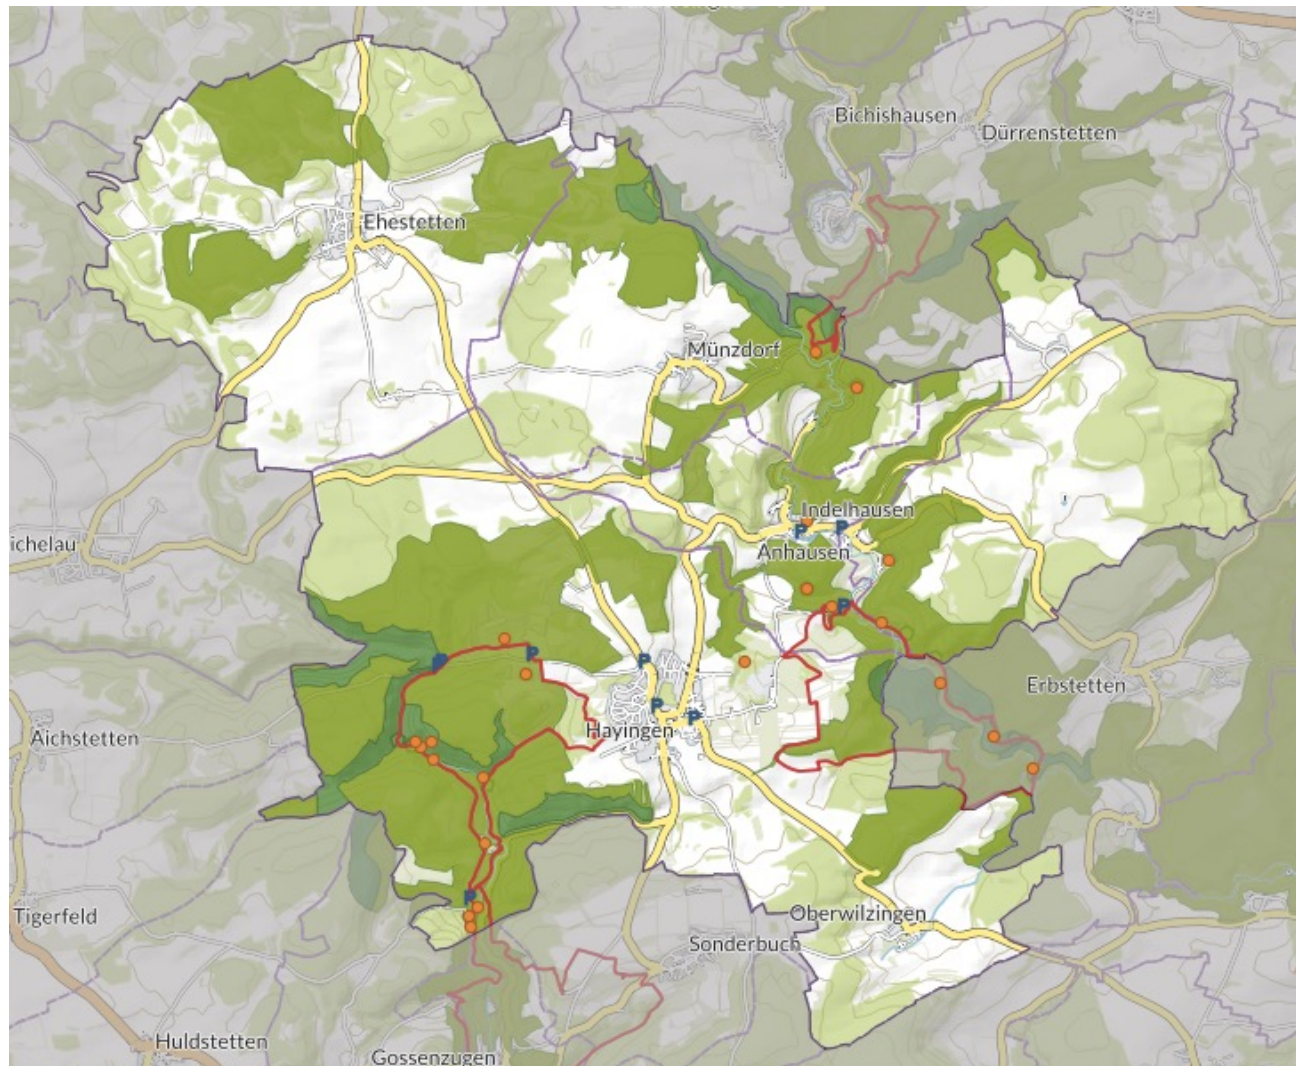 Bichishausen
Dürrenstetten
Ehestetten
Münzdorf
Indelhausen
P
P
ichelau
Anhausen
P
P
P
P
Erbstetten
P
P
Hayingen
Aichstetten
P
Tigerfeld
Oberwilzingen
Sonderbuch
Huldstetten
Gossenzugen